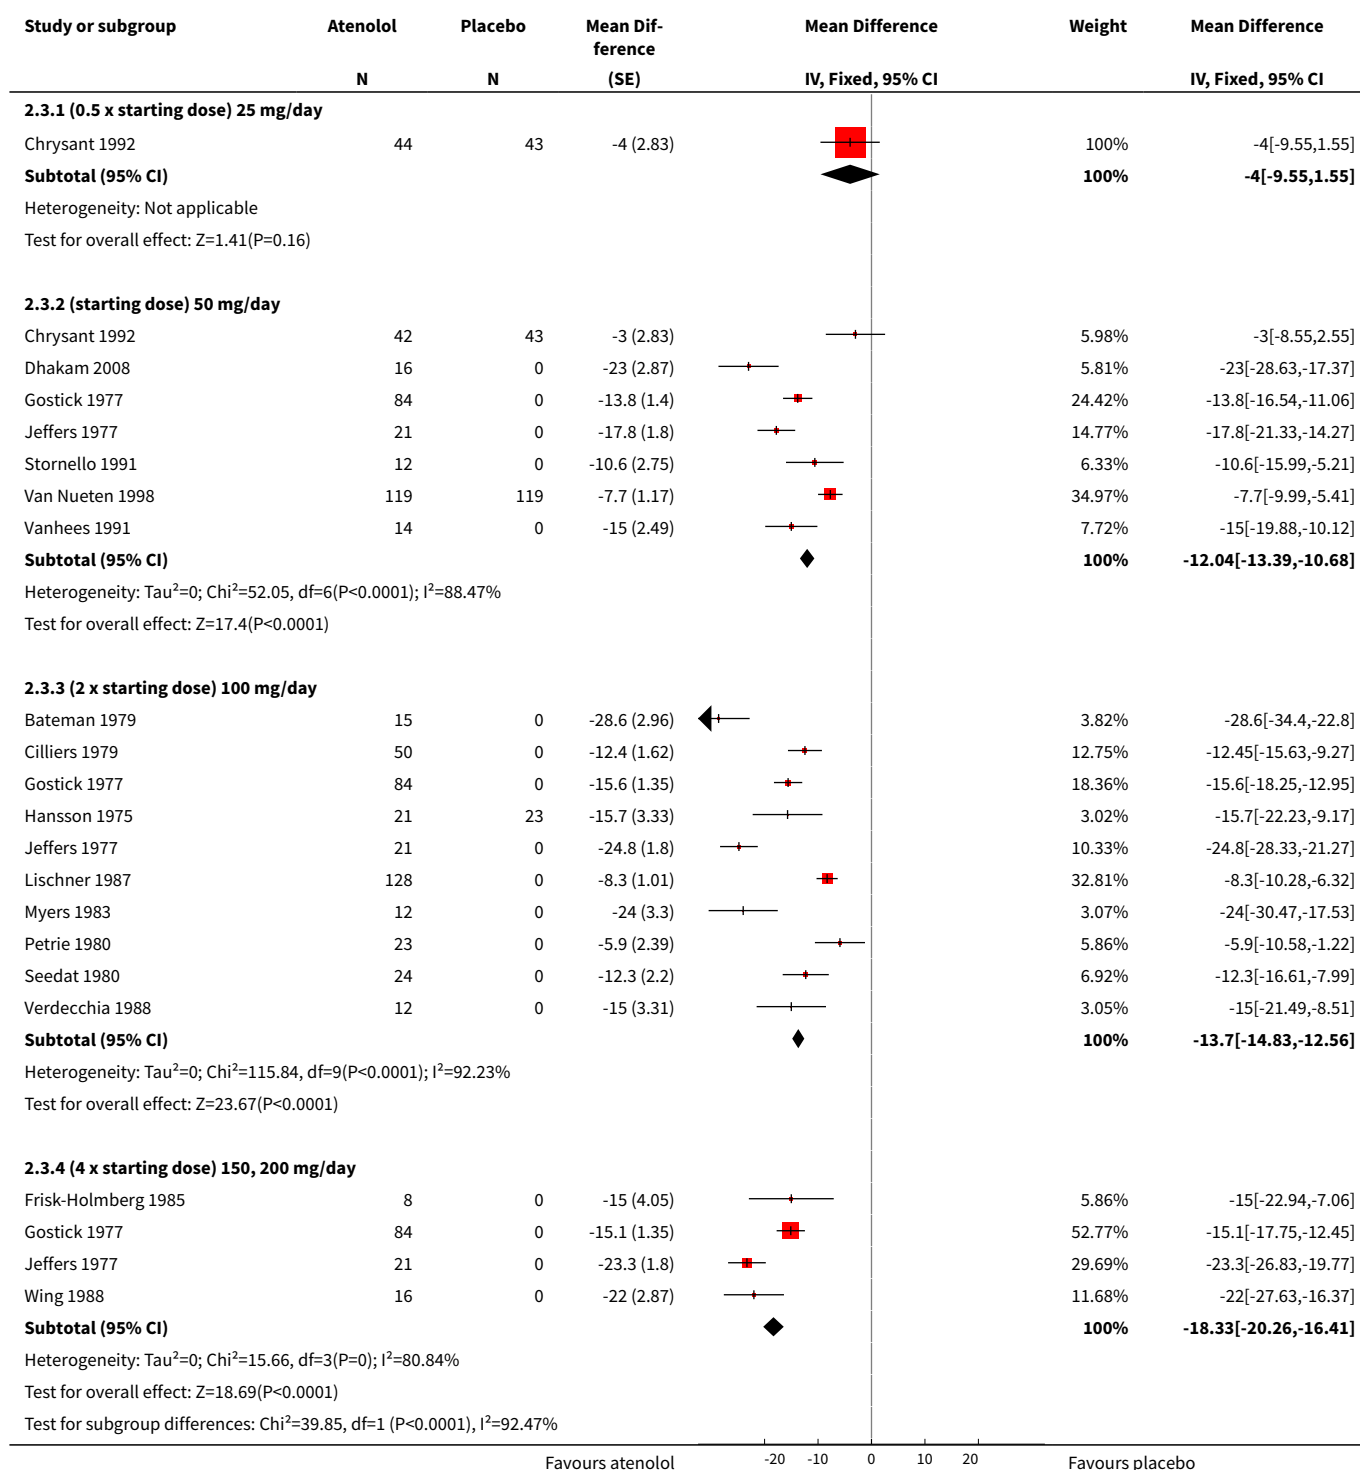 Study or subgroup Atenolol Placebo Mean Dif- Mean Difference Weight Mean Difference
ference
N N (SE) IV, Fixed, 95% CI IV, Fixed, 95% CI
2.3.1 (0.5 x starting dose) 25 mg/day
Chrysant 1992 44 43 -4 (2.83) 100% -4[-9.55,1.55]
Subtotal (95% CI) 100% -4[-9.55,1.55]
Heterogeneity: Not applicable
Test for overall effect: Z=1.41(P=0.16)
2.3.2 (starting dose) 50 mg/day
Chrysant 1992 42 43 -3 (2.83) 5.98% -3[-8.55,2.55]
Dhakam 2008 16 0 -23 (2.87) 5.81% -23[-28.63,-17.37]
Gostick 1977 84 0 -13.8 (1.4) 24.42% -13.8[-16.54,-11.06]
Jeffers 1977 21 0 -17.8 (1.8) 14.77% -17.8[-21.33,-14.27]
Stornello 1991 12 0 -10.6 (2.75) 6.33% -10.6[-15.99,-5.21]
Van Nueten 1998 119 119 -7.7 (1.17) 34.97% -7.7[-9.99,-5.41]
Vanhees 1991 14 0 -15 (2.49) 7.72% -15[-19.88,-10.12]
Subtotal (95% CI) 100% -12.04[-13.39,-10.68]
Heterogeneity: Tau²=0; Chi²=52.05, df=6(P<0.0001); I²=88.47%
Test for overall effect: Z=17.4(P<0.0001)
2.3.3 (2 x starting dose) 100 mg/day
Bateman 1979 15 0 -28.6 (2.96) 3.82% -28.6[-34.4,-22.8]
Cilliers 1979 50 0 -12.4 (1.62) 12.75% -12.45[-15.63,-9.27]
Gostick 1977 84 0 -15.6 (1.35) 18.36% -15.6[-18.25,-12.95]
Hansson 1975 21 23 -15.7 (3.33) 3.02% -15.7[-22.23,-9.17]
Jeffers 1977 21 0 -24.8 (1.8) 10.33% -24.8[-28.33,-21.27]
Lischner 1987 128 0 -8.3 (1.01) 32.81% -8.3[-10.28,-6.32]
Myers 1983 12 0 -24 (3.3) 3.07% -24[-30.47,-17.53]
Petrie 1980 23 0 -5.9 (2.39) 5.86% -5.9[-10.58,-1.22]
Seedat 1980 24 0 -12.3 (2.2) 6.92% -12.3[-16.61,-7.99]
Verdecchia 1988 12 0 -15 (3.31) 3.05% -15[-21.49,-8.51]
Subtotal (95% CI) 100% -13.7[-14.83,-12.56]
Heterogeneity: Tau²=0; Chi²=115.84, df=9(P<0.0001); I²=92.23%
Test for overall effect: Z=23.67(P<0.0001)
2.3.4 (4 x starting dose) 150, 200 mg/day
Frisk-Holmberg 1985 8 0 -15 (4.05) 5.86% -15[-22.94,-7.06]
Gostick 1977 84 0 -15.1 (1.35) 52.77% -15.1[-17.75,-12.45]
Jeffers 1977 21 0 -23.3 (1.8) 29.69% -23.3[-26.83,-19.77]
Wing 1988 16 0 -22 (2.87) 11.68% -22[-27.63,-16.37]
Subtotal (95% CI) 100% -18.33[-20.26,-16.41]
Heterogeneity: Tau²=0; Chi²=15.66, df=3(P=0); I²=80.84%
Test for overall effect: Z=18.69(P<0.0001)
Test for subgroup differences: Chi²=39.85, df=1 (P<0.0001), I²=92.47%
Favours atenolol -20 -10 0 10 20 Favours placebo